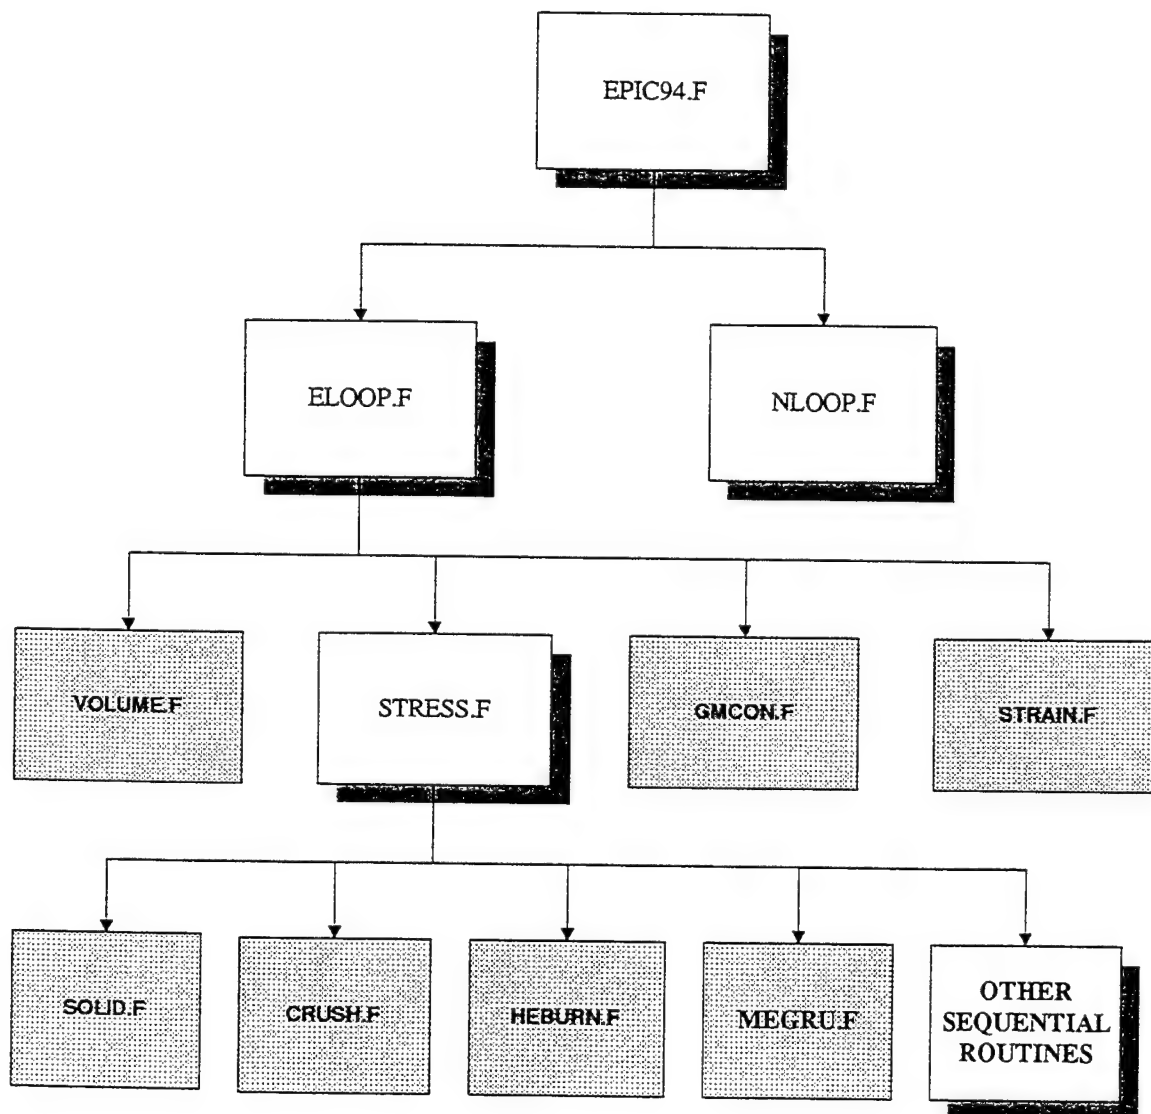 EPIC94.F
ELOOP.F
NLOOP.F
VOLUME.F
STRESS.F
GMCON.F
STRAIN.F
SOLID.F
CRUSH.F
HEBURN.F
MEGRU.F
OTHER
SEQUENTIAL
ROUTINES